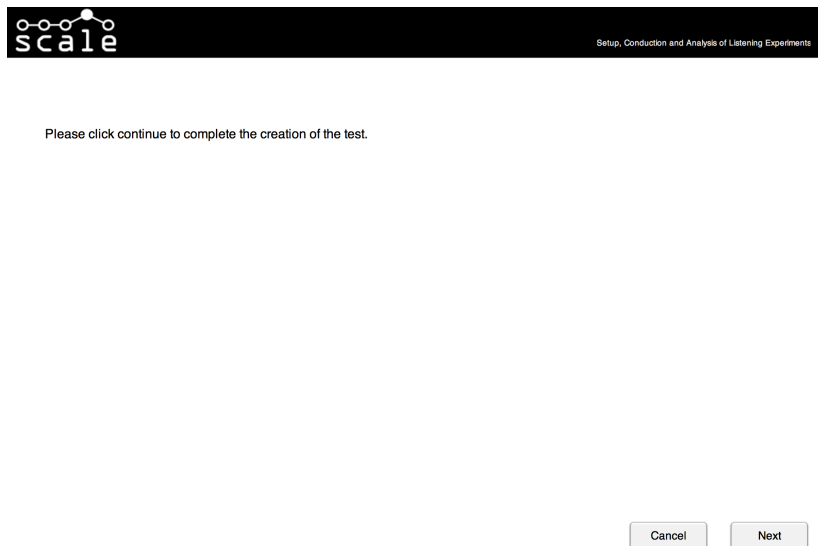 scale
Setup, Conduction and Analysis of Listening Experiments
Please click continue to complete the creation of the test.
Cancel
Next